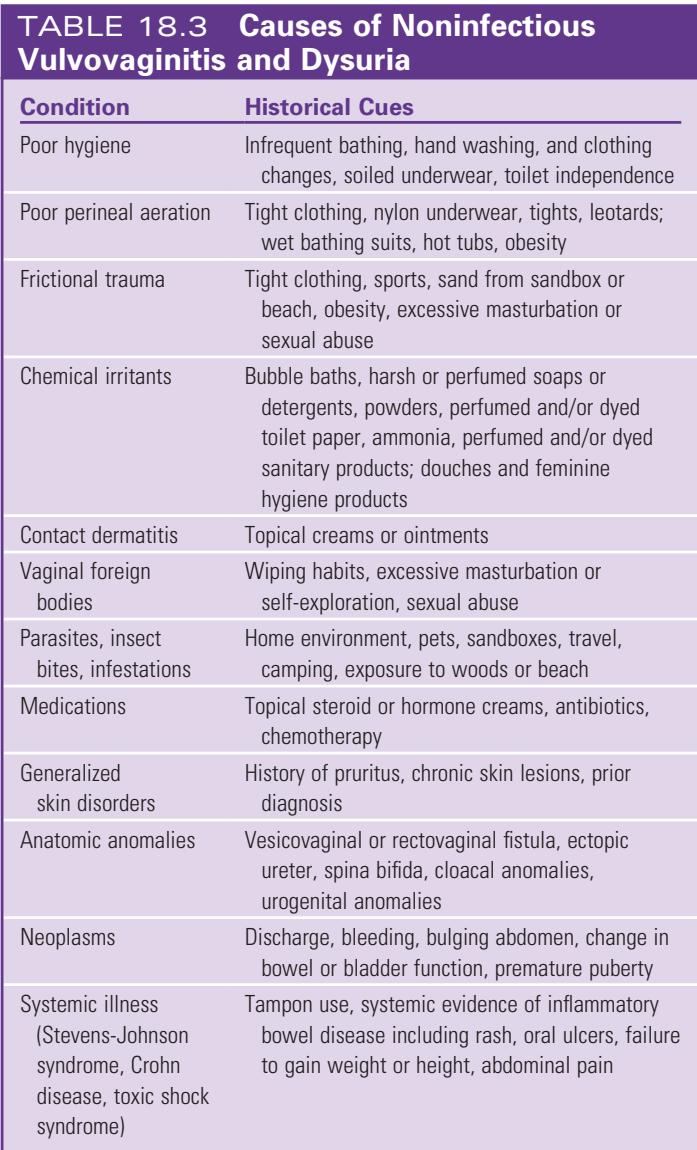 TABLE 18.3 Causes of Noninfectious
Vulvovaginitis and Dysuria
Condition Historical Cues
Poor hygiene Infrequent bathing, hand washing, and clothing
changes, soiled underwear, toilet independence
Poor perineal aeration Tight clothing, nylon underwear, tights, leotards;
wet bathing suits, hot tubs, obesity
Frictional trauma Tight clothing, sports, sand from sandbox or
beach, obesity, excessive masturbation or
sexual abuse
Chemical irritants Bubble baths, harsh or perfumed soaps or
detergents, powders, perfumed and/or dyed
toilet paper, ammonia, perfumed and/or dyed
sanitary products; douches and feminine
hygiene products
Contact dermatitis Topical creams or ointments
Vaginal foreign Wiping habits, excessive masturbation or
bodies self-exploration, sexual abuse
Parasites, insect Home environment, pets, sandboxes, travel,
bites, infestations camping, exposure to woods or beach
Medications Topical steroid or hormone creams, antibiotics,
chemotherapy
Generalized History of pruritus, chronic skin lesions, prior
skin disorders diagnosis
Anatomic anomalies Vesicovaginal or rectovaginal fistula, ectopic
ureter, spina bifida, cloacal anomalies,
urogenital anomalies
Neoplasms Discharge, bleeding, bulging abdomen, change in
bowel or bladder function, premature puberty
Systemic illness Tampon use, systemic evidence of inflammatory
(Stevens-Johnson bowel disease including rash, oral ulcers, failure
syndrome, Crohn to gain weight or height, abdominal pain
disease, toxic shock
syndrome)